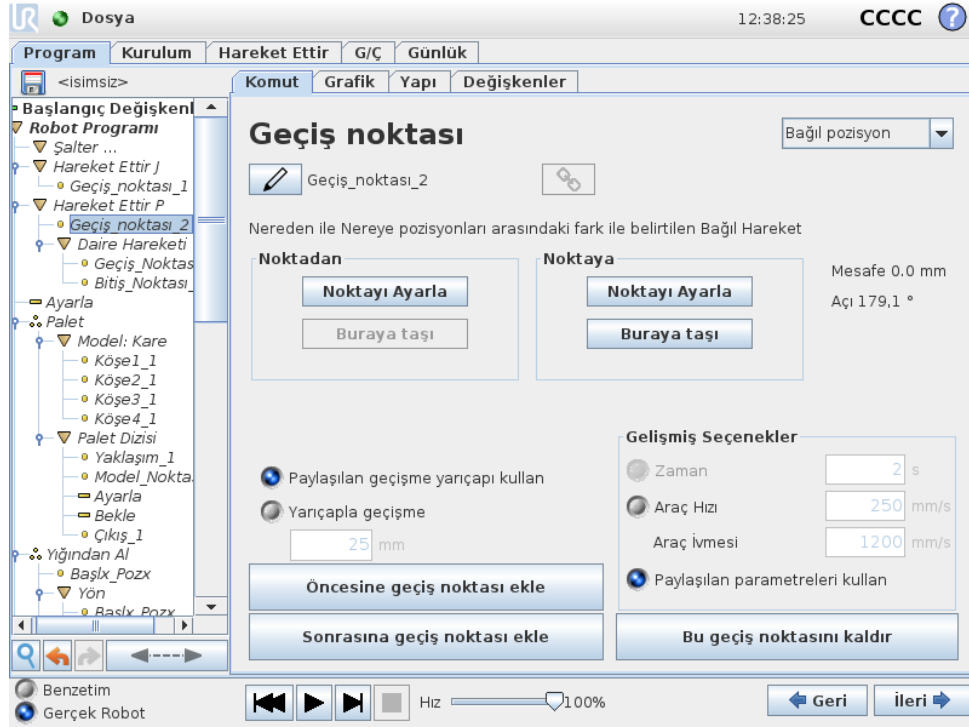 UR Dosya 12:38:25 CCCC ?
Program Kurulum Hareket Ettir G/Ç Günlük
<isimsiz>
Komut Grafik Yapı Değişkenler
Başlangıç Değişkenl
Robot Programı
Şalter ...
Hareket Ettir J
Geçiş_noktası_1
Hareket Ettir P
Geçiş_noktası_2
Daire Hareketi
Geçiş_Noktas
Bitiş_Noktası_
Ayarla
Palet
Model: Kare
Köşe1_1
Köşe2_1
Köşe3_1
Köşe4_1
Palet Dizisi
Yaklaşım_1
Model_Nokta
Ayarla
Bekle
Çıkış_1
Yığından Al
Başlx_Pozx
Yön
Başlx_Pozx
Geçiş noktası
Bağıl pozisyon
Geçiş_noktası_2
Nereden ile Nereye pozisyonları arasındaki fark ile belirtilen Bağıl Hareket
Noktadan
Noktayı Ayarla
Buraya taşı
Noktaya
Noktayı Ayarla
Buraya taşı
Mesafe 0.0 mm
Açı 179,1 °
Paylaşılan geçişme yarıçapı kullan
Yarıçapla geçişme
25 mm
Gelişmiş Seçenekler
Zaman 2 s
Araç Hızı 250 mm/s
Araç İvmesi 1200 mm/s
Paylaşılan parametreleri kullan
Öncesine geçiş noktası ekle
Sonrasına geçiş noktası ekle
Bu geçiş noktasını kaldır
Benzetim
Gerçek Robot
Hız 100%
Geri İleri